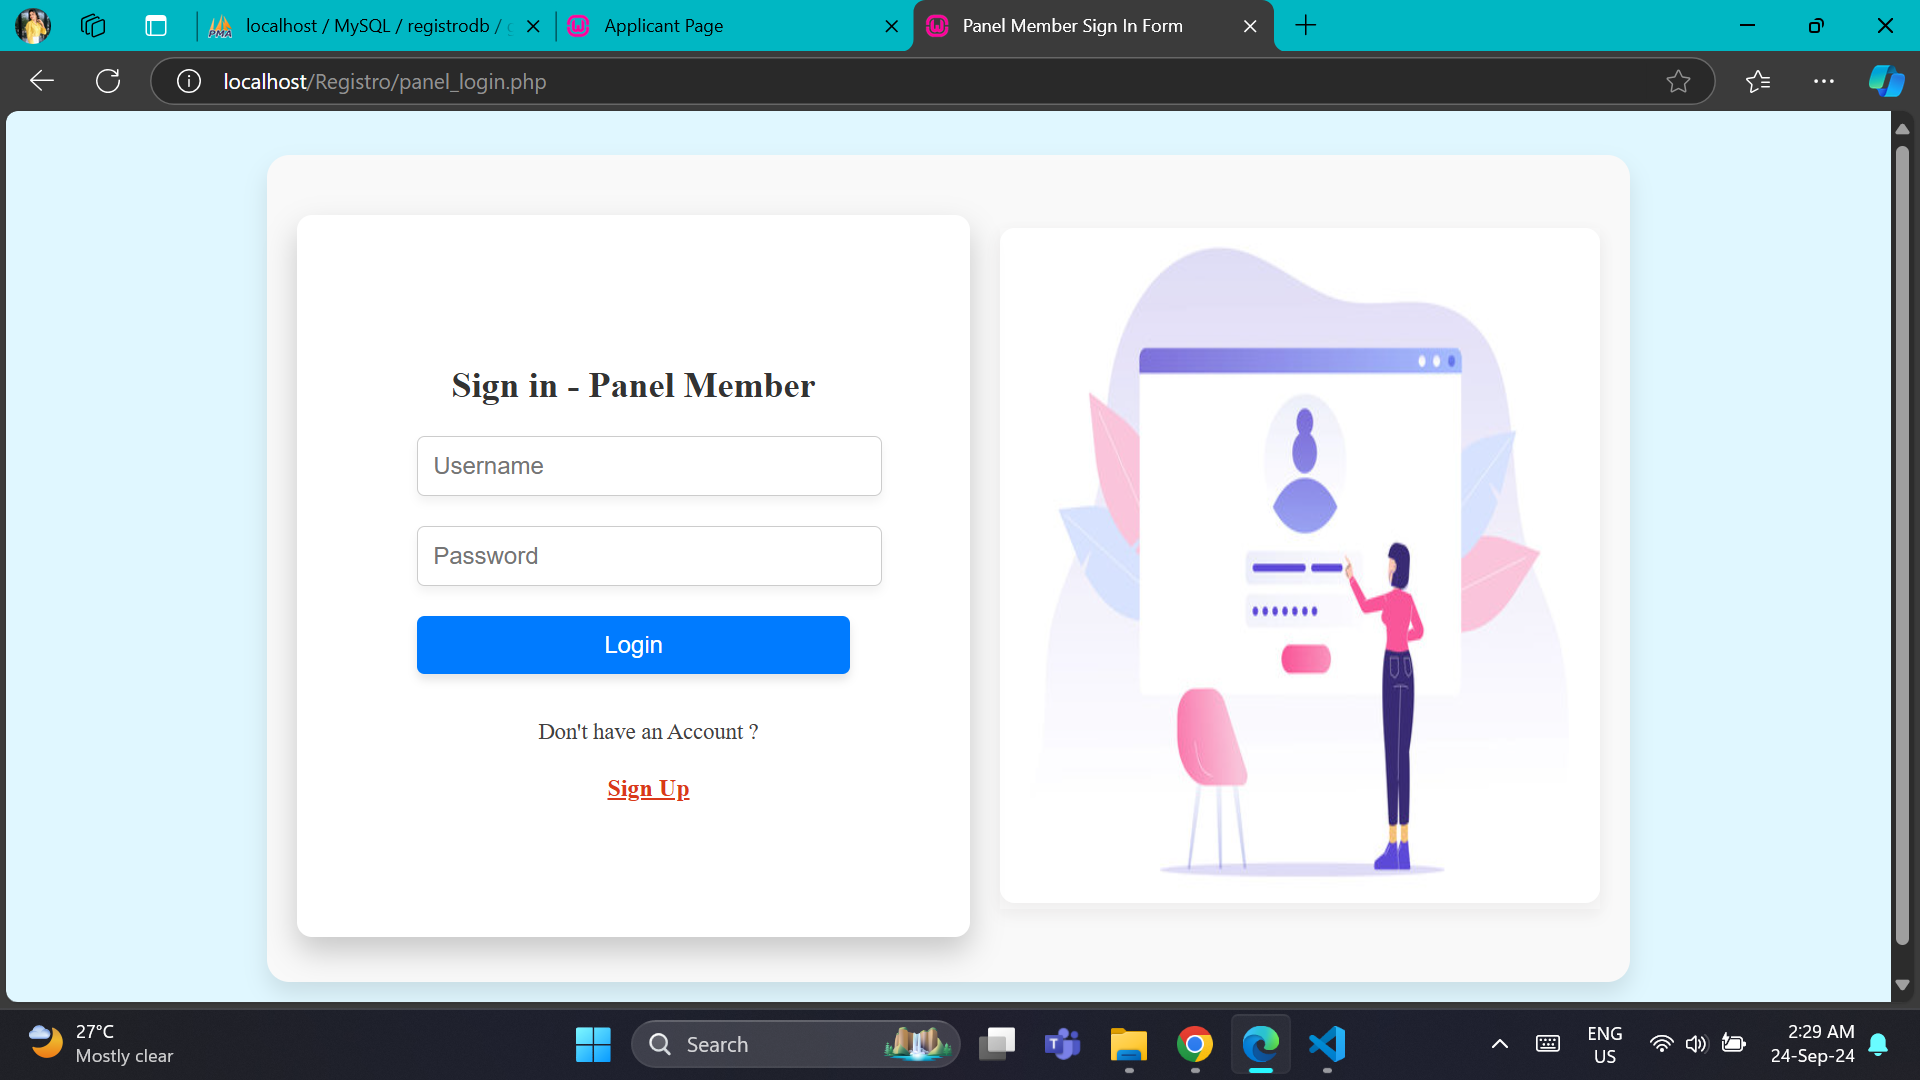 localhost / MySQL / registrodb /
Applicant Page
Panel Member Sign In Form
localhost/Registro/panel_login.php
Sign in - Panel Member
Username
Password
Login
Don't have an Account ?
Sign Up
27°C
Mostly clear
Search
ENG
US
2:29 AM
24-Sep-24
PMA